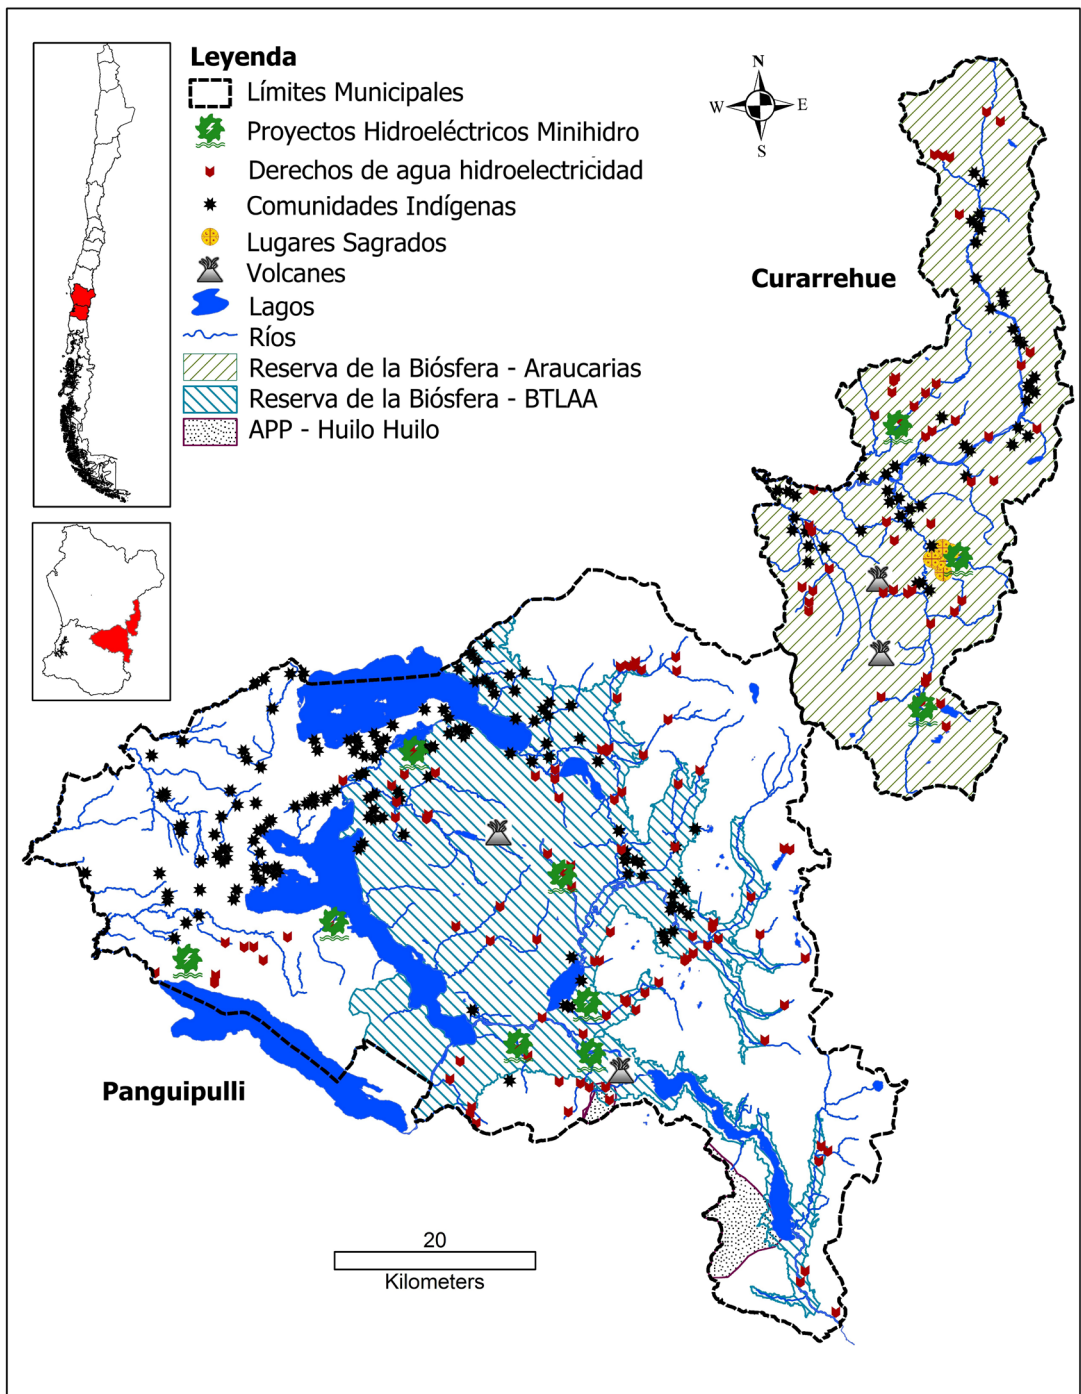 Leyenda
Límites Municipales
Proyectos Hidroeléctricos Minihidro
Derechos de agua hidroelectricidad
Comunidades Indígenas
Lugares Sagrados
Volcanes
Lagos
Ríos
Reserva de la Biósfera - Araucarias
Reserva de la Biósfera - BTLAA
APP - Huilo Huilo
N
W E
S
Curarrehue
Panguipulli
20
Kilometers